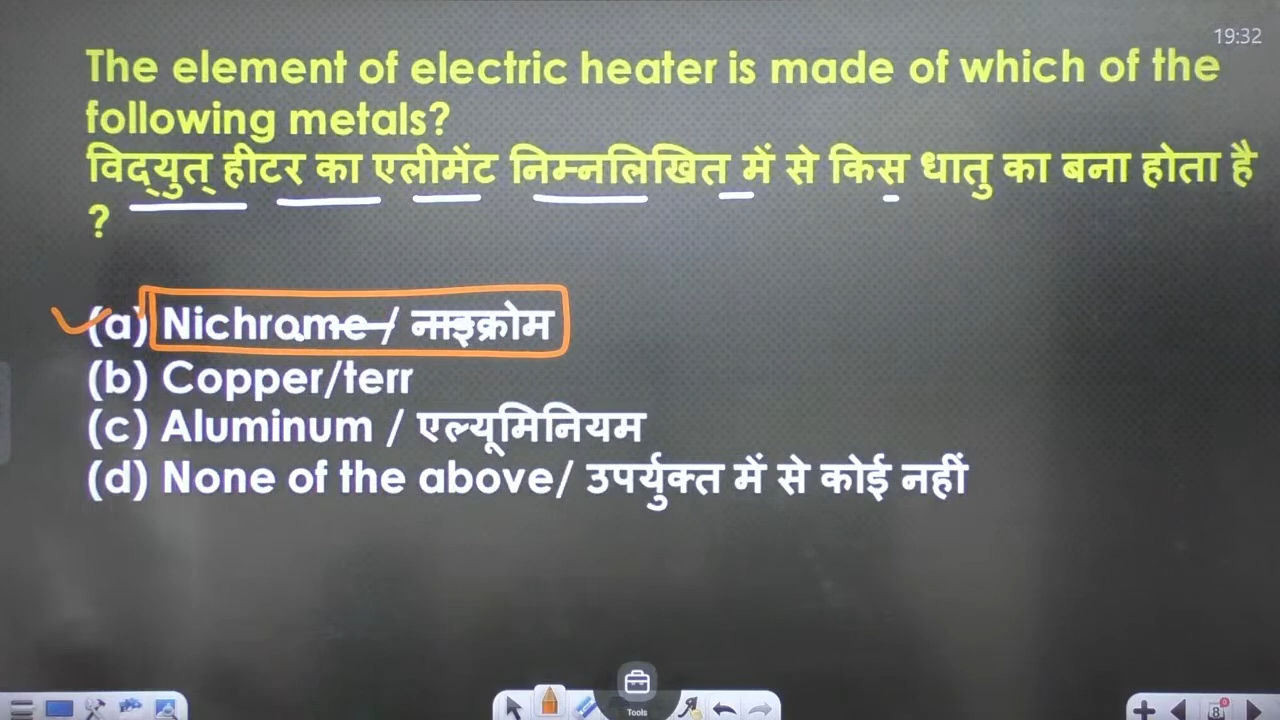 19:32
The element of electric heater is made of which of the
following metals?
विद्युत् हीटर का एलीमेंट निम्नलिखित में से किस धातु का बना होता है
?
(a) Nichrome / नाइक्रोम
(b) Copper/terr
(c) Aluminum / एल्यूमिनियम
(d) None of the above/ उपर्युक्त में से कोई नहीं
Tools
8